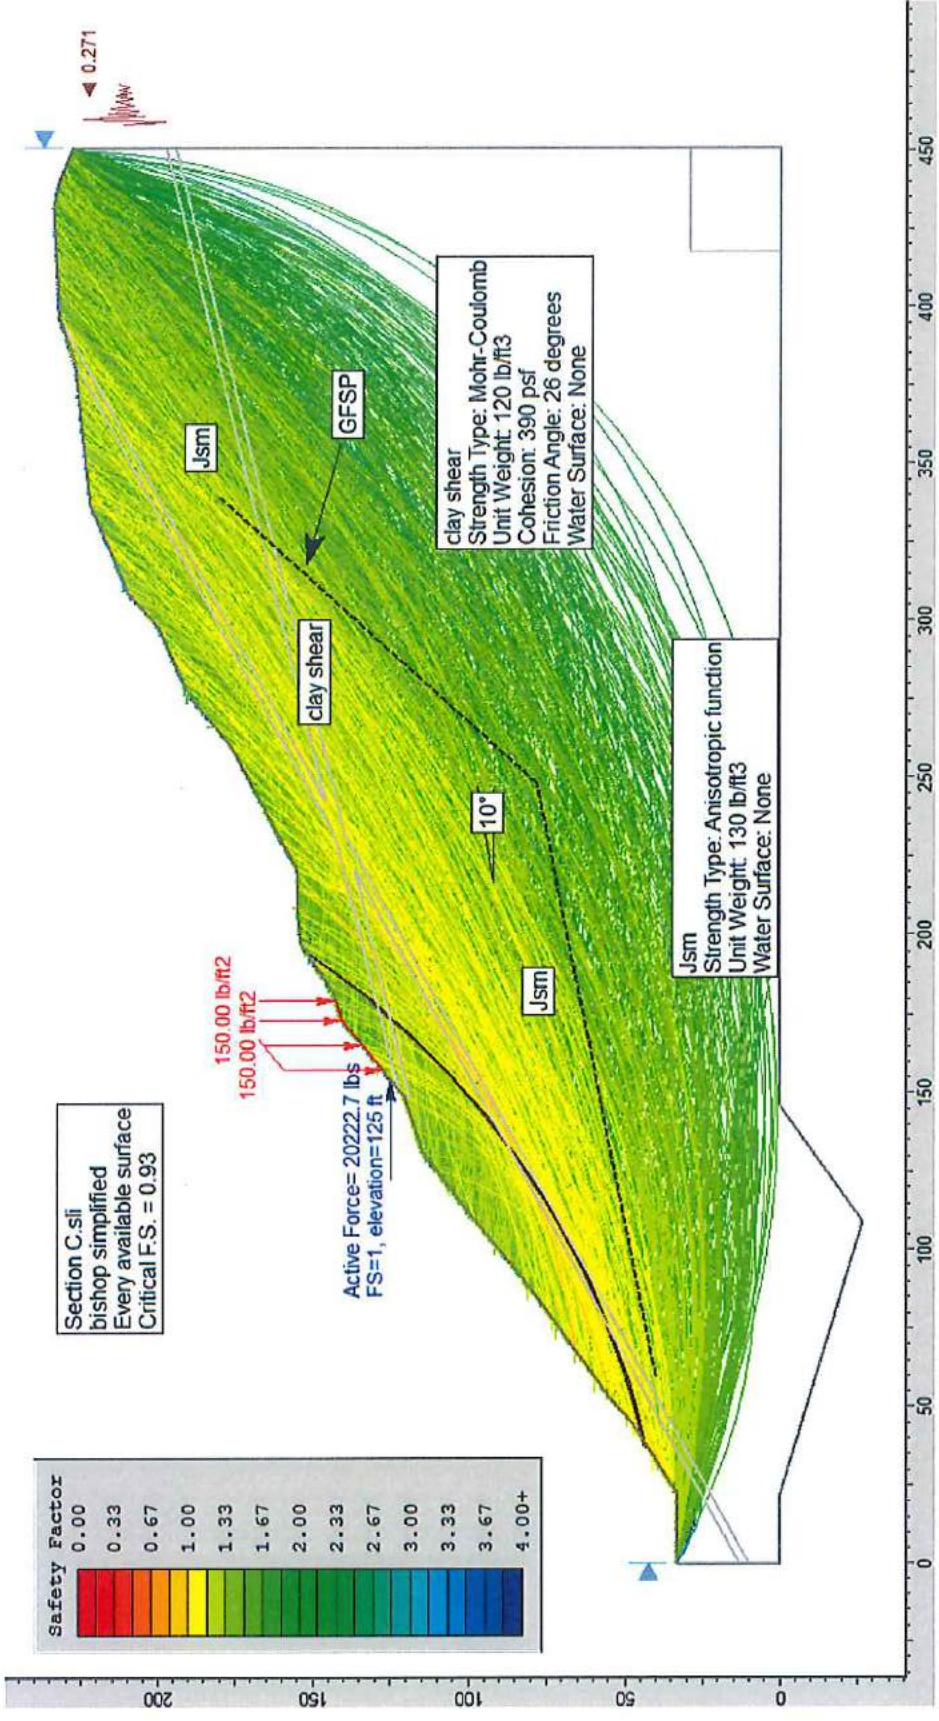 Section C.sli
bishop simplified
Every available surface
Critical F.S. = 0.93
Safety Factor
0.00
0.33
0.67
1.00
1.33
1.67
2.00
2.33
2.67
3.00
3.33
3.67
4.00+
150.00 lb/ft2
150.00 lb/ft2
Active Force= 20222.7 lbs
FS=1, elevation=125 ft
0.271
Jsm
GFSP
clay shear
10°
Jsm
clay shear
Strength Type: Mohr-Coulomb
Unit Weight: 120 lb/ft3
Cohesion: 390 psf
Friction Angle: 26 degrees
Water Surface: None
Jsm
Strength Type: Anisotropic function
Unit Weight: 130 lb/ft3
Water Surface: None
200
150
100
50
0
0
50
100
150
200
250
300
350
400
450